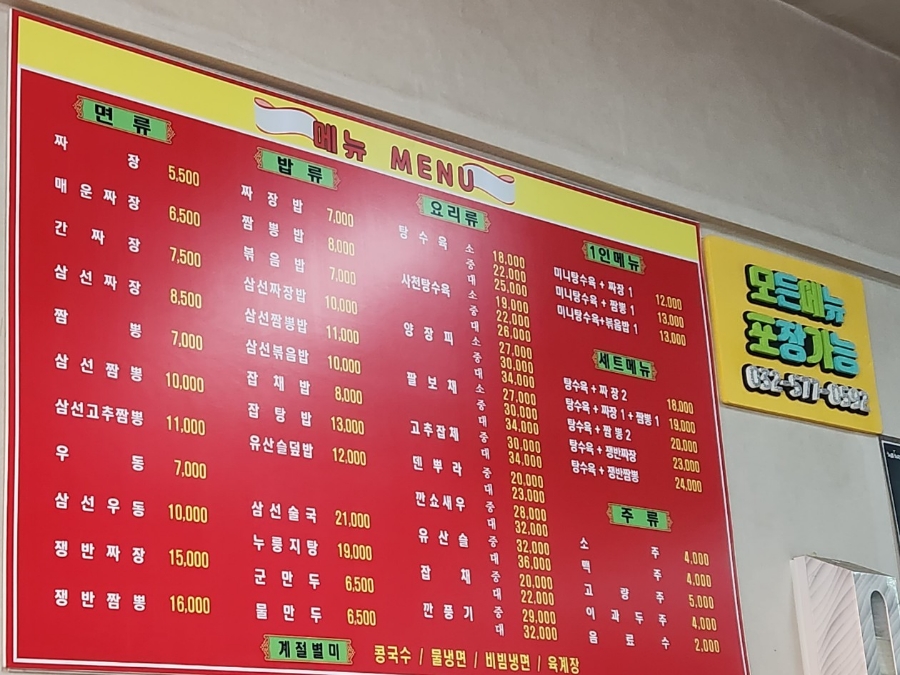 메뉴 MENU
면류
짜장 5,500
매운짜장 6,500
간짜장 7,500
삼선짜장 8,500
짬뽕 7,000
삼선짬뽕 10,000
삼선고추짬뽕 11,000
우동 7,000
삼선우동 10,000
쟁반짜장 15,000
쟁반짬뽕 16,000
밥류
짜장밥 7,000
짬뽕밥 8,000
볶음밥 7,000
삼선짜장밥 10,000
삼선짬뽕밥 11,000
삼선볶음밥 10,000
잡채밥 8,000
잡탕밥 13,000
유산슬덮밥 12,000
삼선술국 21,000
누룽지탕 19,000
군만두 6,500
물만두 6,500
요리류
탕수육 소 18,000
중 22,000
대 25,000
사천탕수육 소 19,000
중 22,000
대 26,000
양장피 소 27,000
중 30,000
대 34,000
팔보채 소 27,000
중 30,000
대 34,000
고추잡채 중 30,000
대 34,000
덴뿌라 중 20,000
대 23,000
깐쇼새우 중 28,000
대 32,000
유산슬 중 32,000
대 36,000
잡채 중 20,000
대 22,000
깐풍기 중 29,000
대 32,000
1인메뉴
미니탕수육 + 짜장 1 12,000
미니탕수육 + 짬뽕 1 13,000
미니탕수육+볶음밥 1 13,000
세트메뉴
탕수육 + 짜장 2 18,000
탕수육 + 짜장 1 + 짬뽕 1 19,000
탕수육 + 짬뽕 2 20,000
탕수육 + 쟁반짜장 23,000
탕수육 + 쟁반짬뽕 24,000
주류
소주 4,000
맥주 4,000
고량주 5,000
이과두주 4,000
음료수 2,000
계절별미 콩국수 / 물냉면 / 비빔냉면 / 육계장
모든메뉴
포장가능
032-571-0592